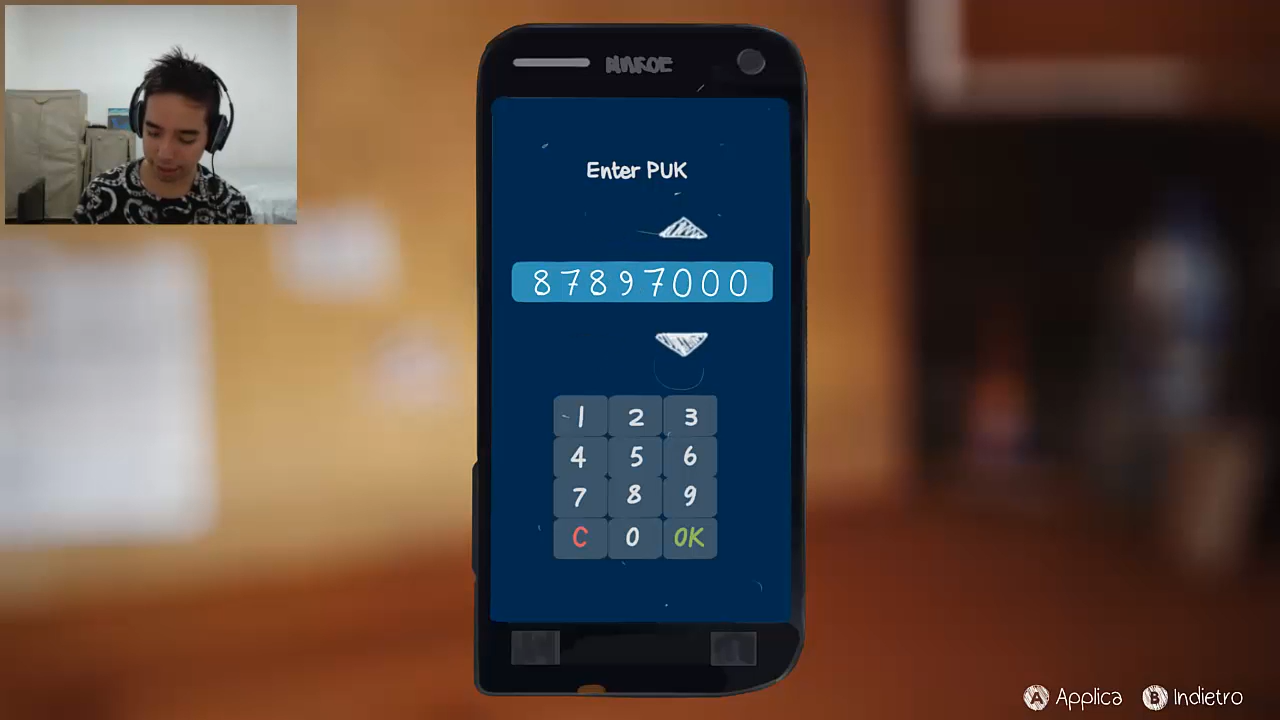 Enter PUK
87897000
1 2 3
4 5 6
7 8 9
C 0 OK
A Applica B Indietro